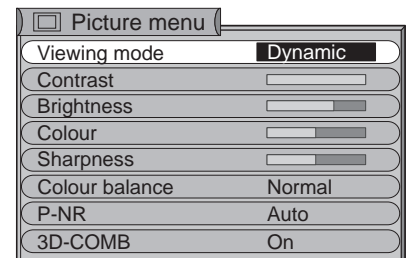 Picture menu
Viewing mode Dynamic
Contrast
Brightness
Colour
Sharpness
Colour balance Normal
P-NR Auto
3D-COMB On